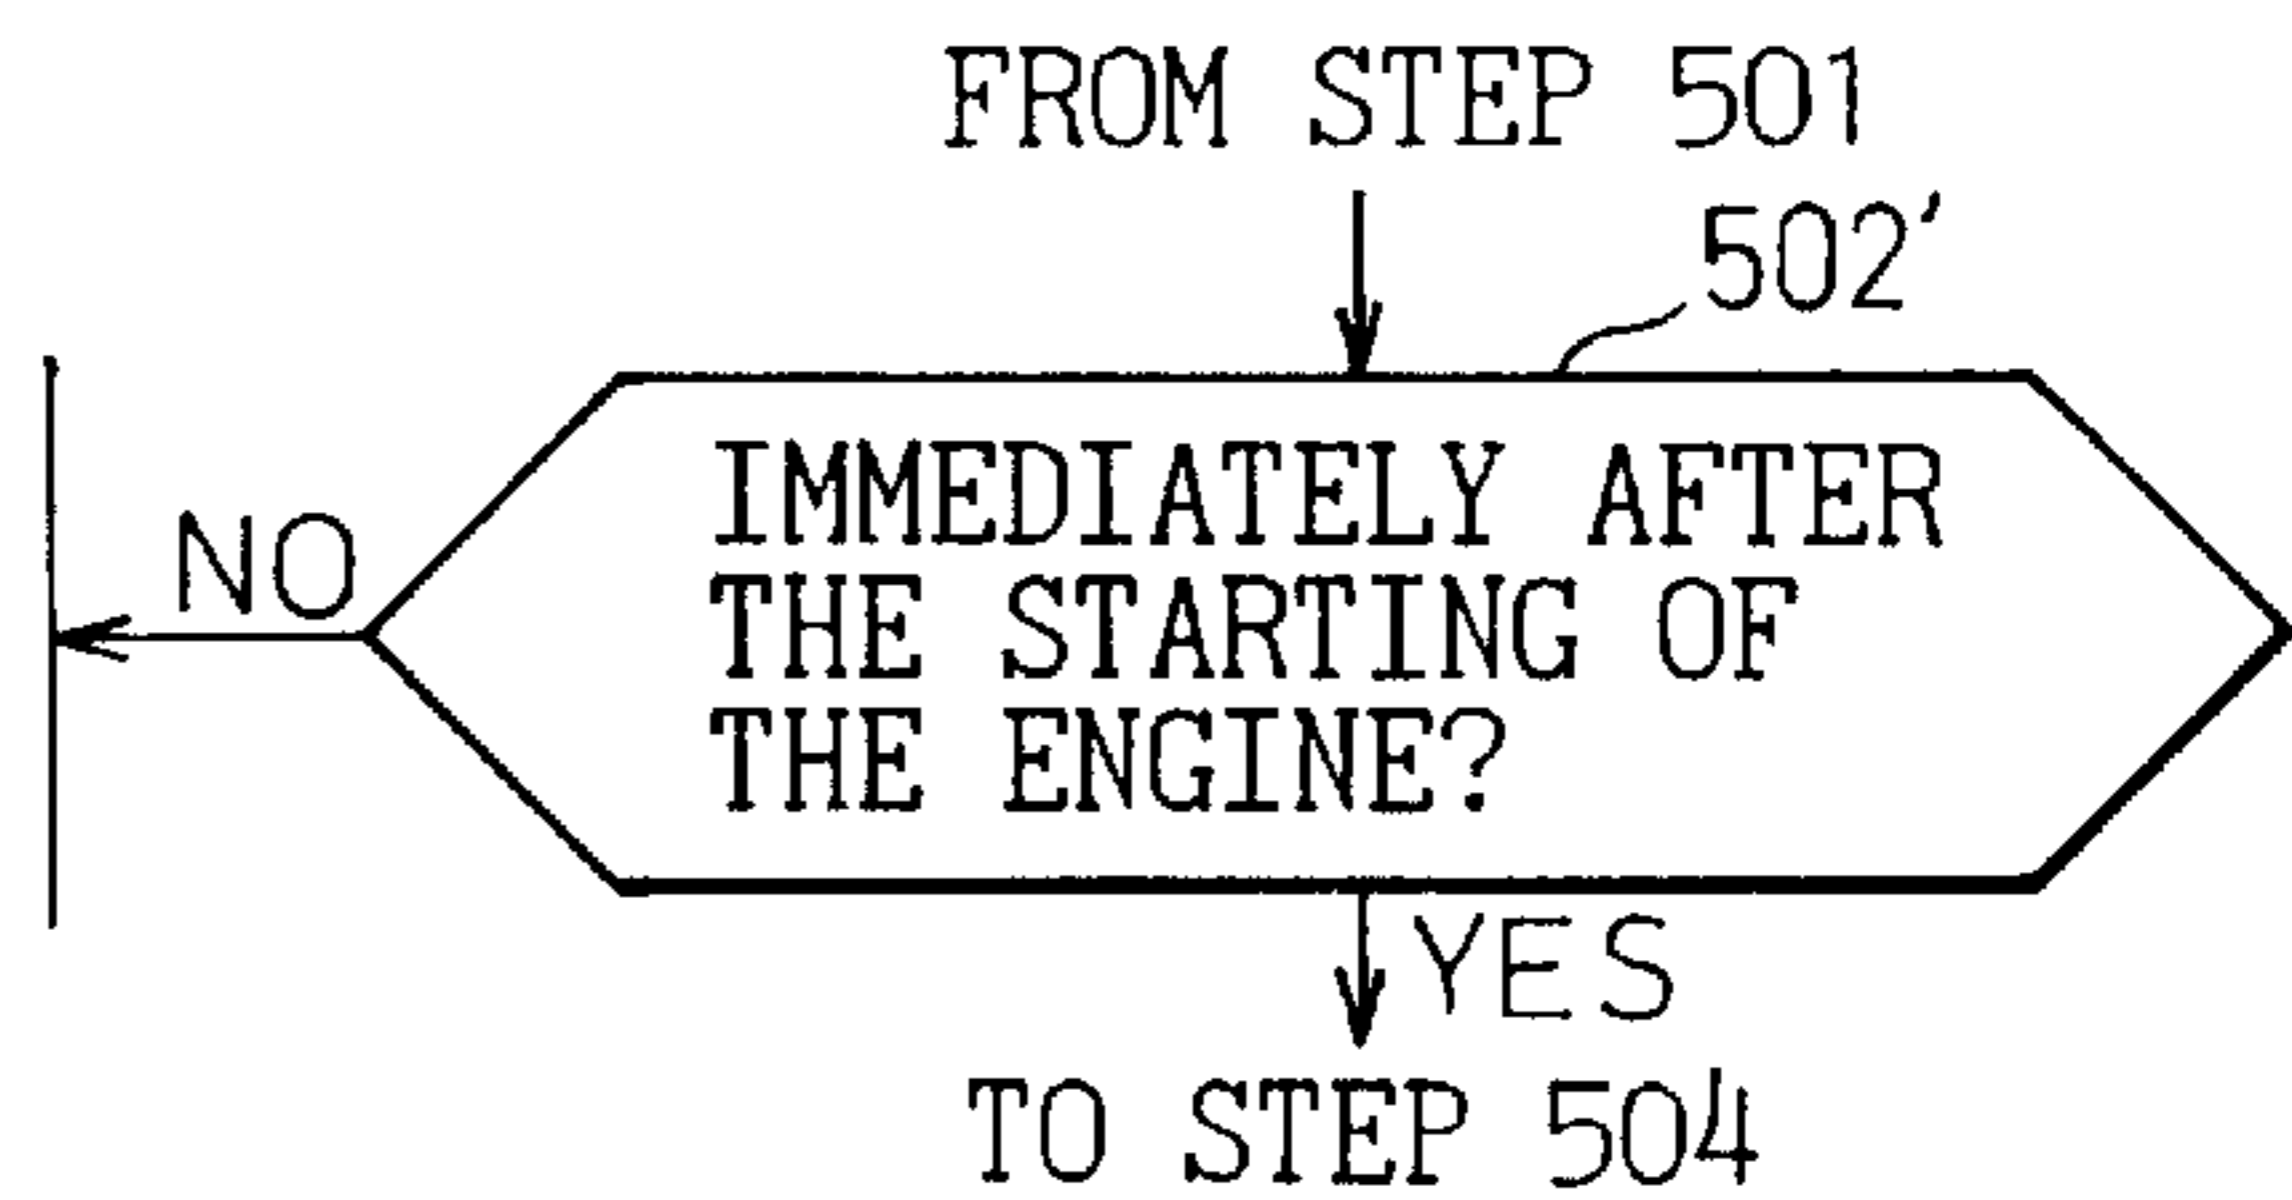 FROM STEP 501
502'
IMMEDIATELY AFTER
THE STARTING OF
THE ENGINE?
NO
YES
TO STEP 504